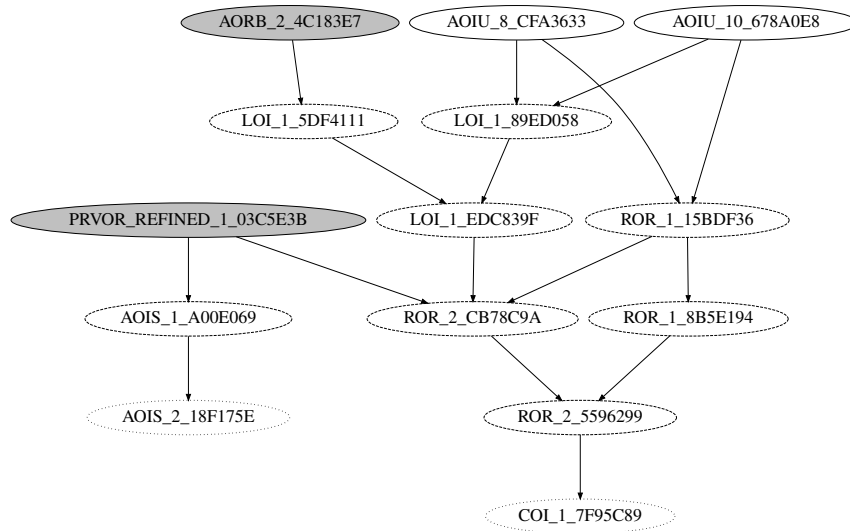 AORB_2_4C183E7
AOIU_8_CFA3633
AOIU_10_678A0E8
LOI_1_5DF4111
LOI_1_89ED058
PRVOR_REFINED_1_03C5E3B
LOI_1_EDC839F
ROR_1_15BDF36
AOIS_1_A00E069
ROR_2_CB78C9A
ROR_1_8B5E194
AOIS_2_18F175E
ROR_2_5596299
COI_1_7F95C89